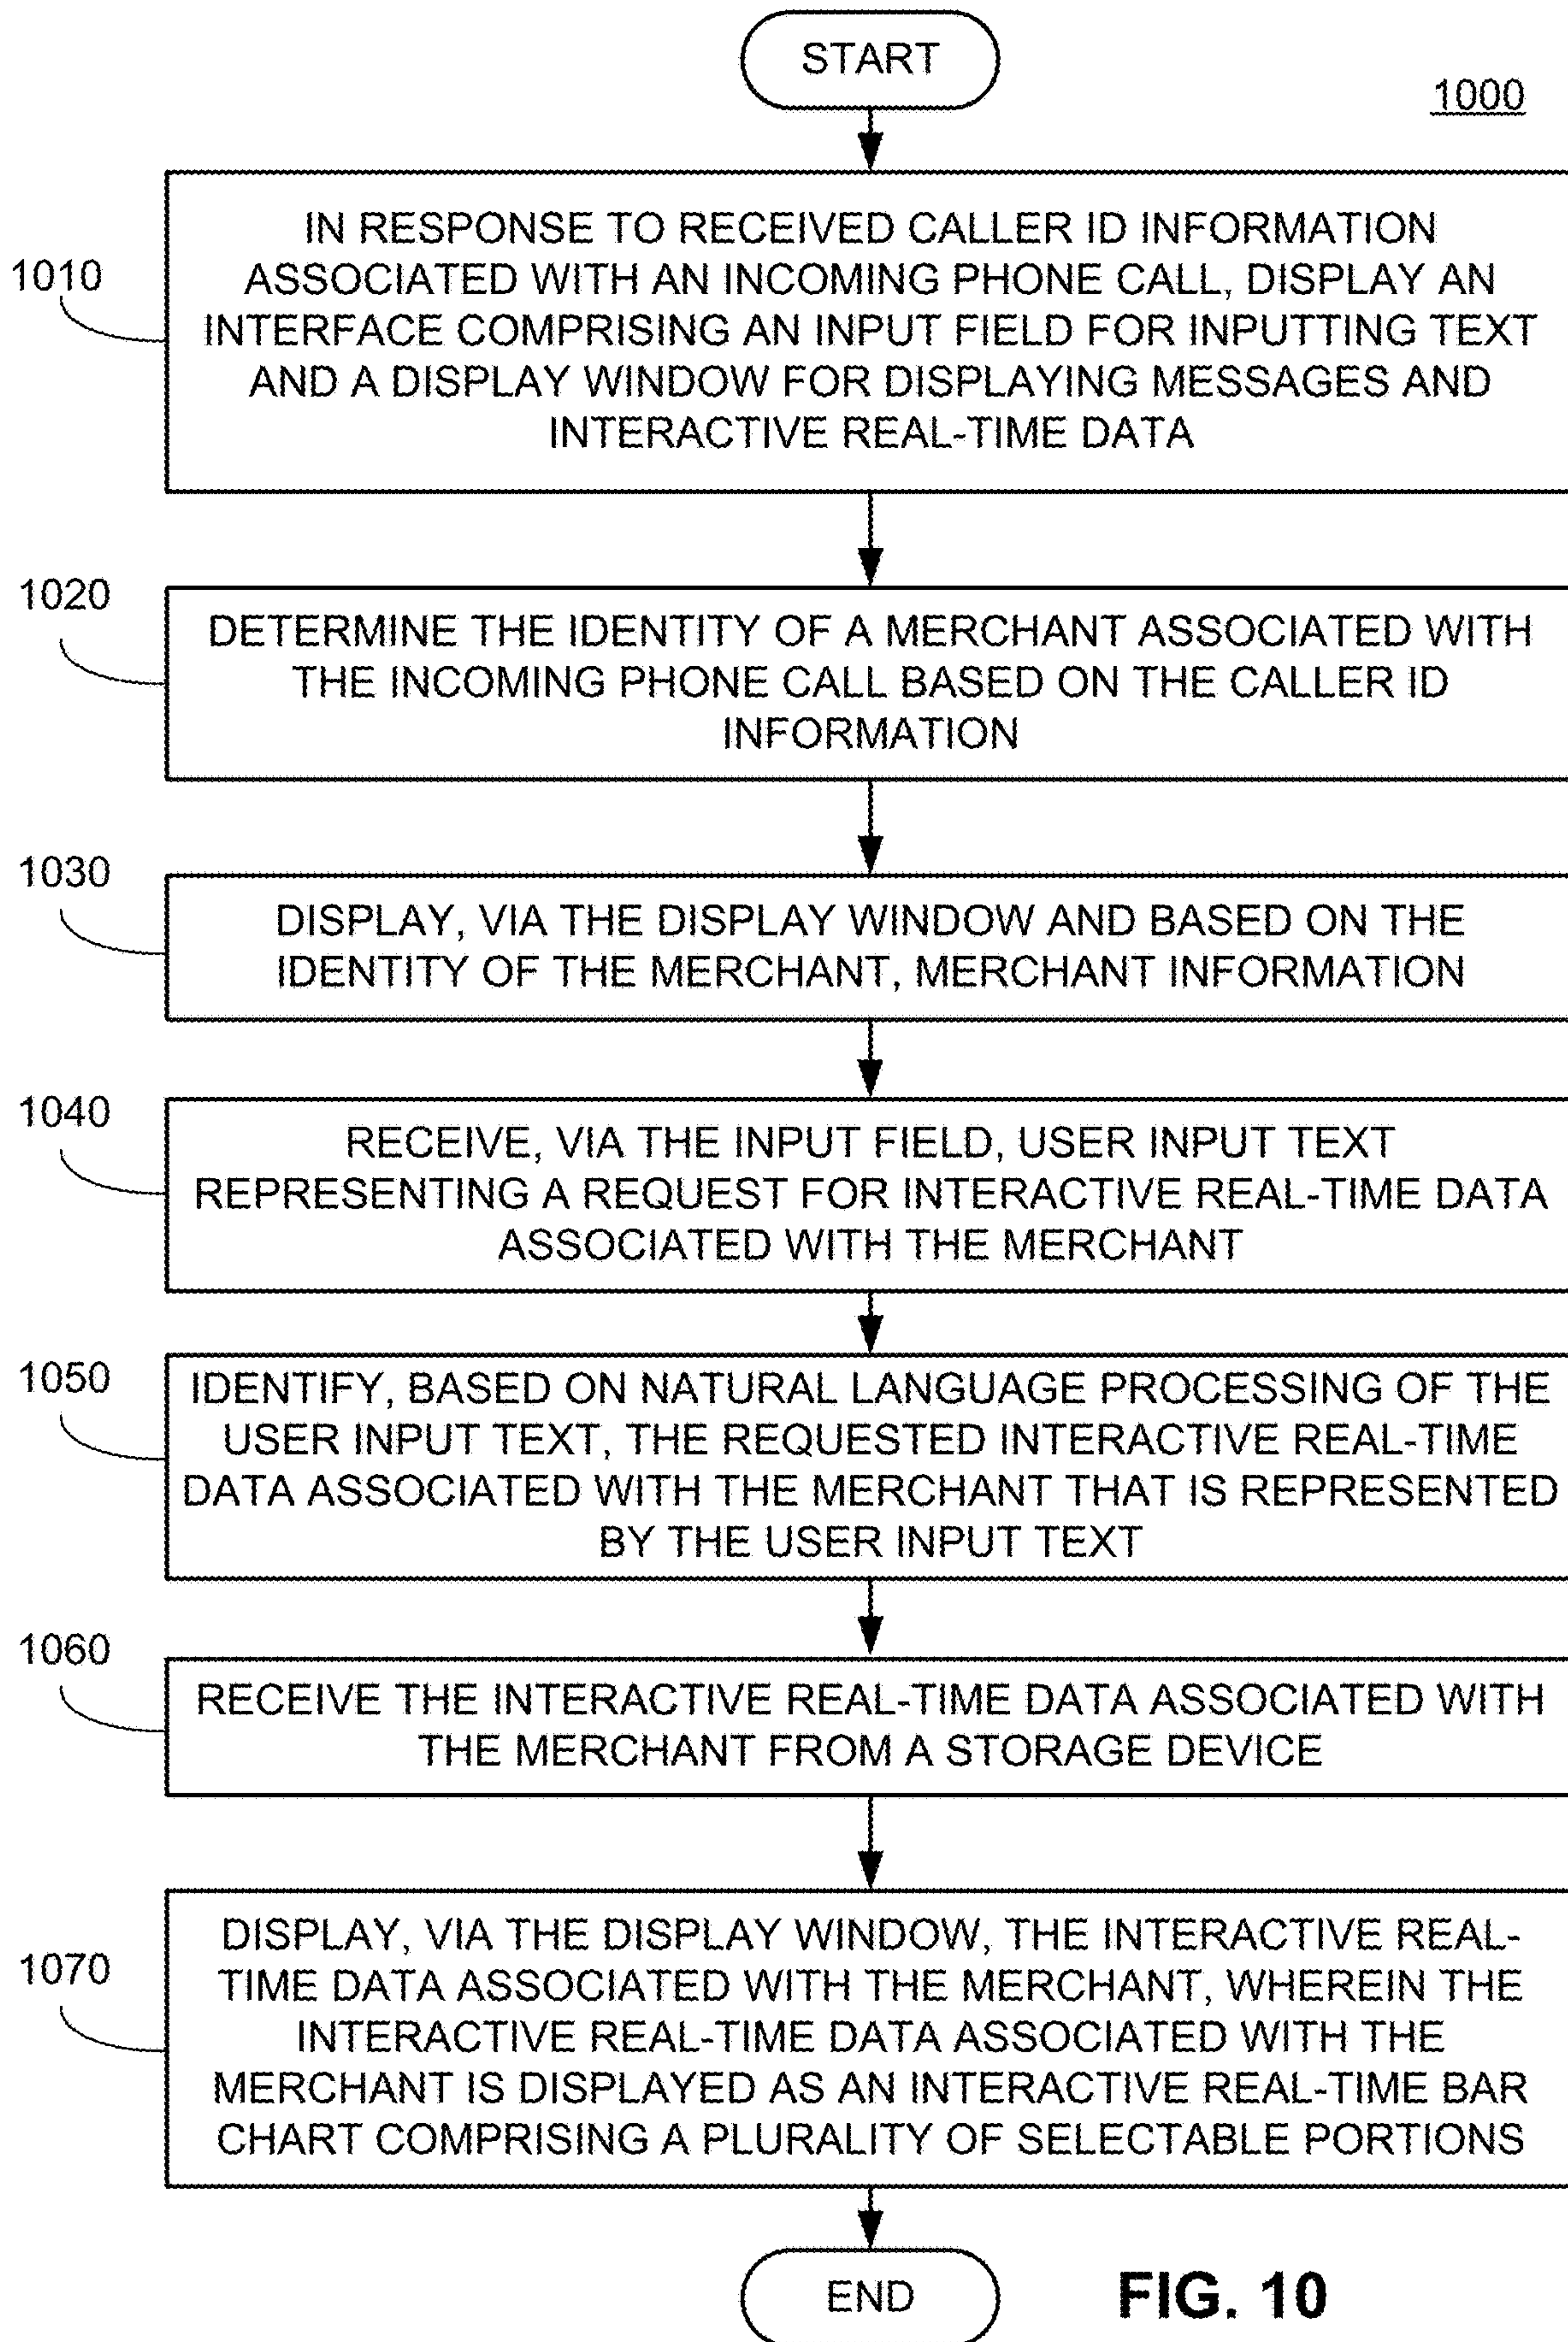 START
1000
1010
IN RESPONSE TO RECEIVED CALLER ID INFORMATION
ASSOCIATED WITH AN INCOMING PHONE CALL, DISPLAY AN
INTERFACE COMPRISING AN INPUT FIELD FOR INPUTTING TEXT
AND A DISPLAY WINDOW FOR DISPLAYING MESSAGES AND
INTERACTIVE REAL-TIME DATA
1020
DETERMINE THE IDENTITY OF A MERCHANT ASSOCIATED WITH
THE INCOMING PHONE CALL BASED ON THE CALLER ID
INFORMATION
1030
DISPLAY, VIA THE DISPLAY WINDOW AND BASED ON THE
IDENTITY OF THE MERCHANT, MERCHANT INFORMATION
1040
RECEIVE, VIA THE INPUT FIELD, USER INPUT TEXT
REPRESENTING A REQUEST FOR INTERACTIVE REAL-TIME DATA
ASSOCIATED WITH THE MERCHANT
1050
IDENTIFY, BASED ON NATURAL LANGUAGE PROCESSING OF THE
USER INPUT TEXT, THE REQUESTED INTERACTIVE REAL-TIME
DATA ASSOCIATED WITH THE MERCHANT THAT IS REPRESENTED
BY THE USER INPUT TEXT
1060
RECEIVE THE INTERACTIVE REAL-TIME DATA ASSOCIATED WITH
THE MERCHANT FROM A STORAGE DEVICE
1070
DISPLAY, VIA THE DISPLAY WINDOW, THE INTERACTIVE REAL-
TIME DATA ASSOCIATED WITH THE MERCHANT, WHEREIN THE
INTERACTIVE REAL-TIME DATA ASSOCIATED WITH THE
MERCHANT IS DISPLAYED AS AN INTERACTIVE REAL-TIME BAR
CHART COMPRISING A PLURALITY OF SELECTABLE PORTIONS
END
FIG. 10